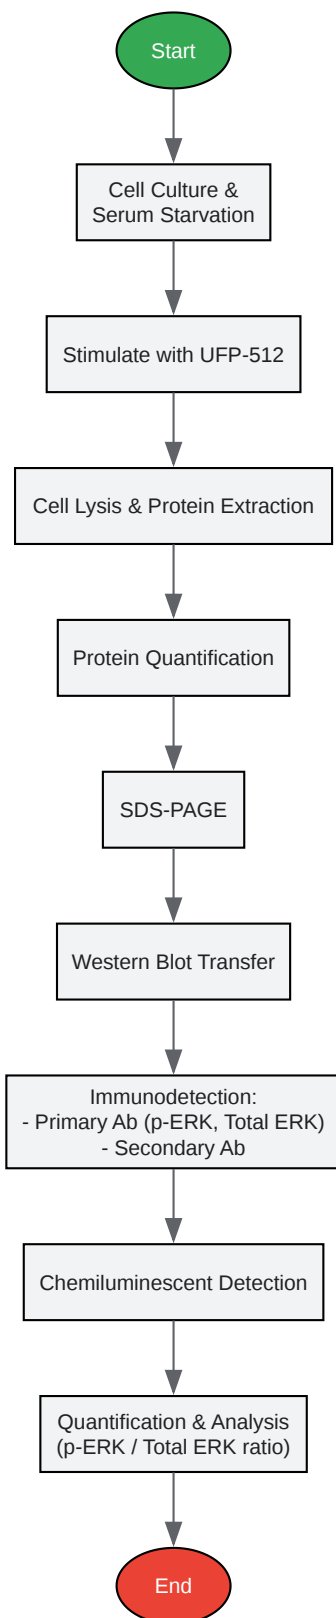 Start
Cell Culture &
Serum Starvation
Stimulate with UFP-512
Cell Lysis & Protein Extraction
Protein Quantification
SDS-PAGE
Western Blot Transfer
Immunodetection:
- Primary Ab (p-ERK, Total ERK)
- Secondary Ab
Chemiluminescent Detection
Quantification & Analysis
(p-ERK / Total ERK ratio)
End